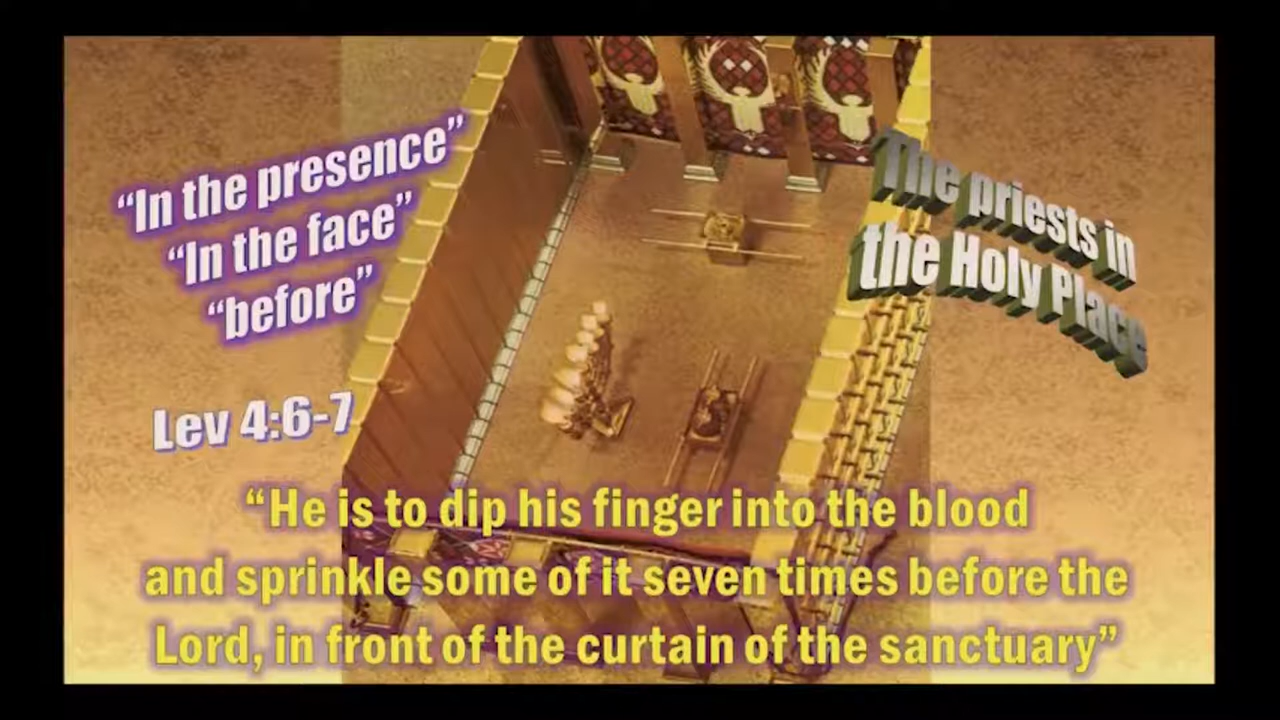 “In the presence”
“In the face”
“before”
The priests in
the Holy Place
Lev 4:6-7
“He is to dip his finger into the blood
and sprinkle some of it seven times before the
Lord, in front of the curtain of the sanctuary”